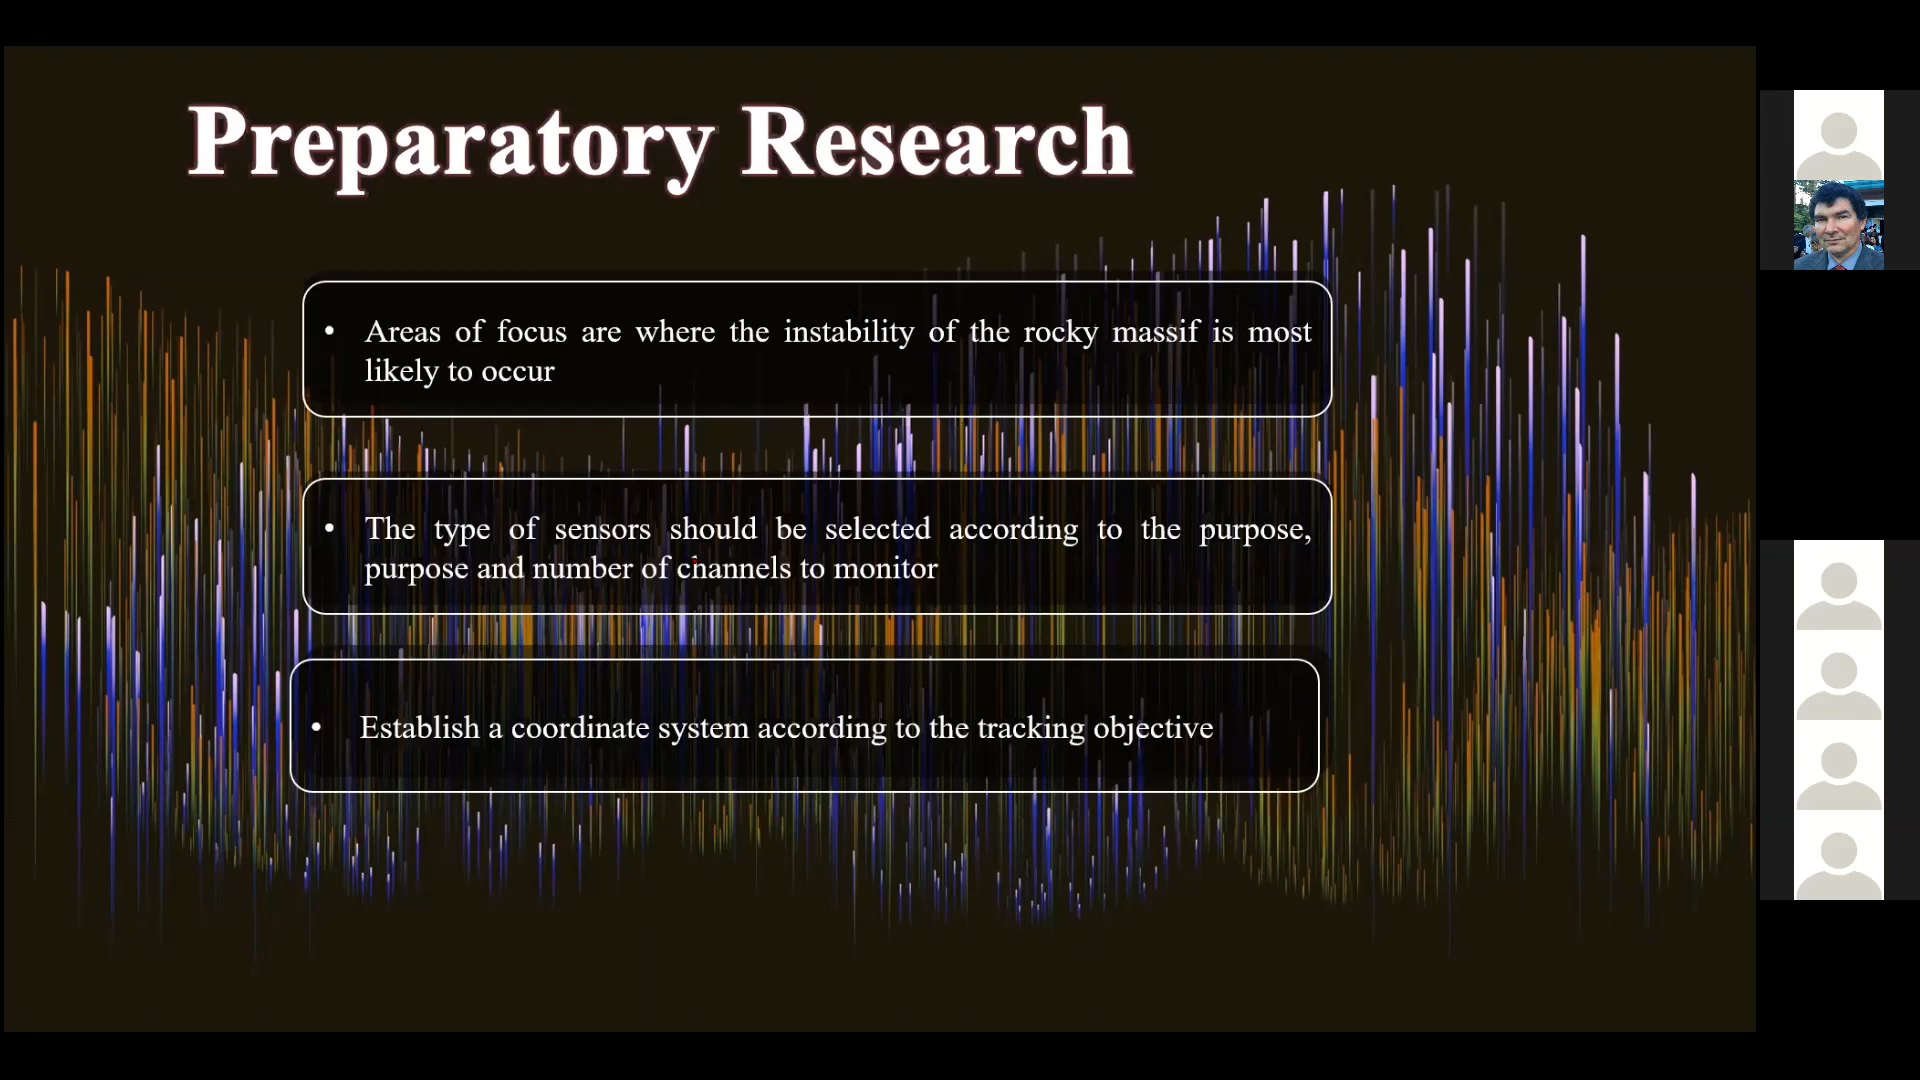 Preparatory Research
• Areas of focus are where the instability of the rocky massif is most
likely to occur
• The type of sensors should be selected according to the purpose,
purpose and number of channels to monitor
• Establish a coordinate system according to the tracking objective